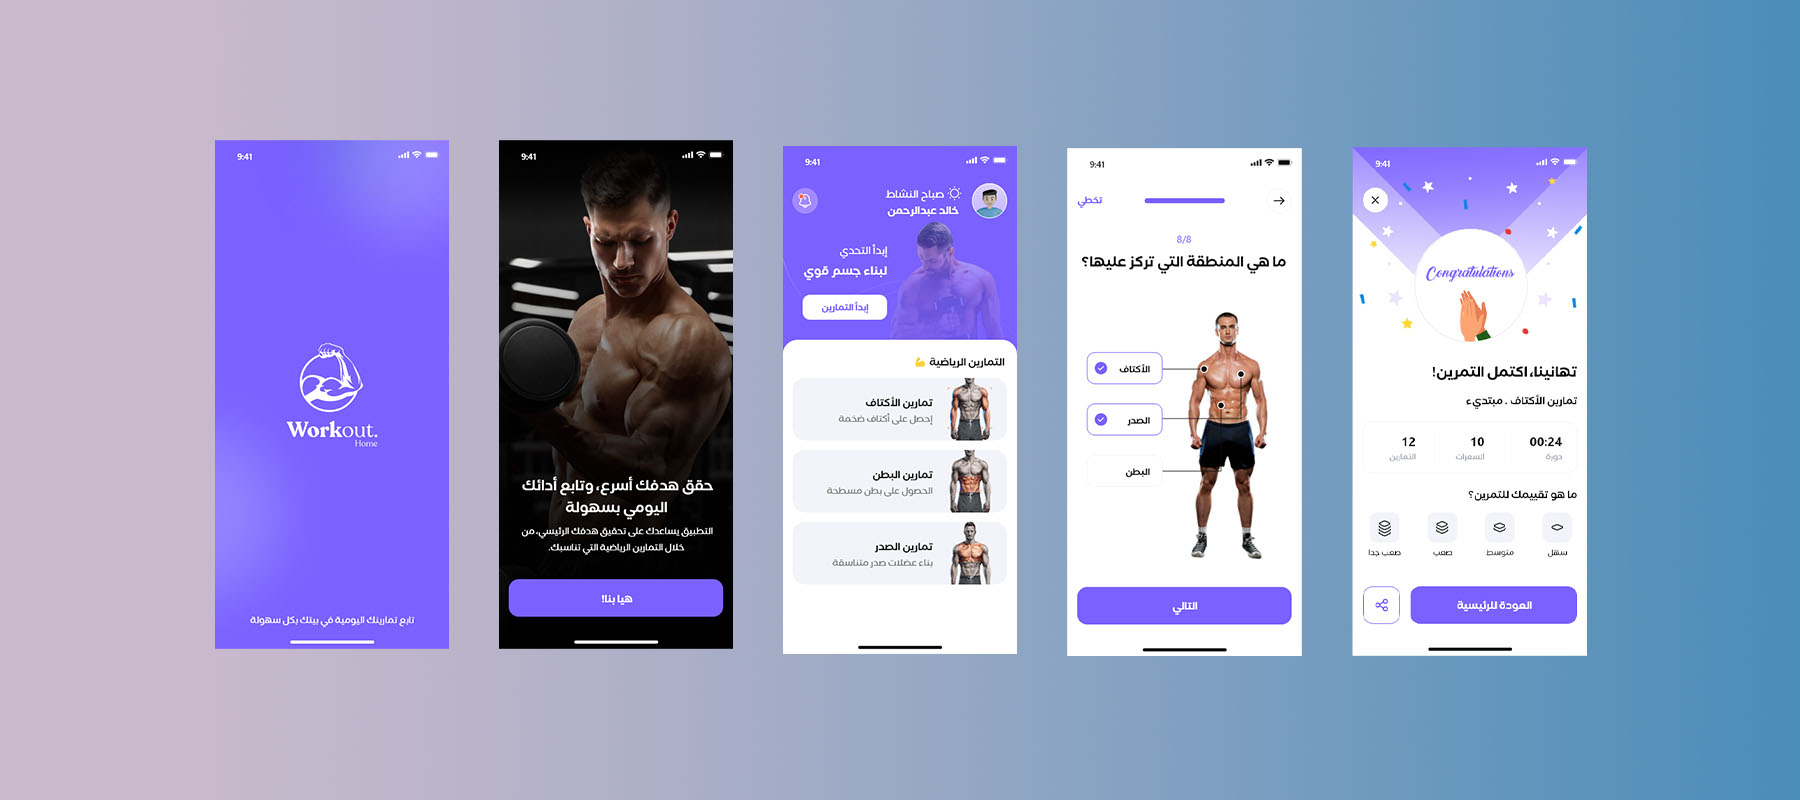 9:41
Workout.
Home
تابع تمارينك اليومية في بيتك بكل سهولة
9:41
حقق هدفك أسرع، وتابع أدائك
اليومي بسهولة
التطبيق يساعدك على تحقيق هدفك الرئيسي، من
خلال التمارين الرياضية التي تناسبك.
هيا بنا!
9:41
صباح النشاط
خالد عبدالرحمن
إبدأ التحدي
لبناء جسم قوي
إبدأ التمارين
التمارين الرياضية
تمارين الأكتاف
إحصل على أكتاف ضخمة
تمارين البطن
الحصول على بطن مسطحة
تمارين الصدر
بناء عضلات صدر متناسقة
9:41
تخطي
8/8
ما هي المنطقة التي تركز عليها؟
الأكتاف
الصدر
البطن
التالي
9:41
Congratulations
تهانينا، اكتمل التمرين!
تمارين الأكتاف . مبتديء
00:24 10 12
دورة السعرات التمارين
ما هو تقييمك للتمرين؟
سهل متوسط صعب صعب جدا
العودة للرئيسية